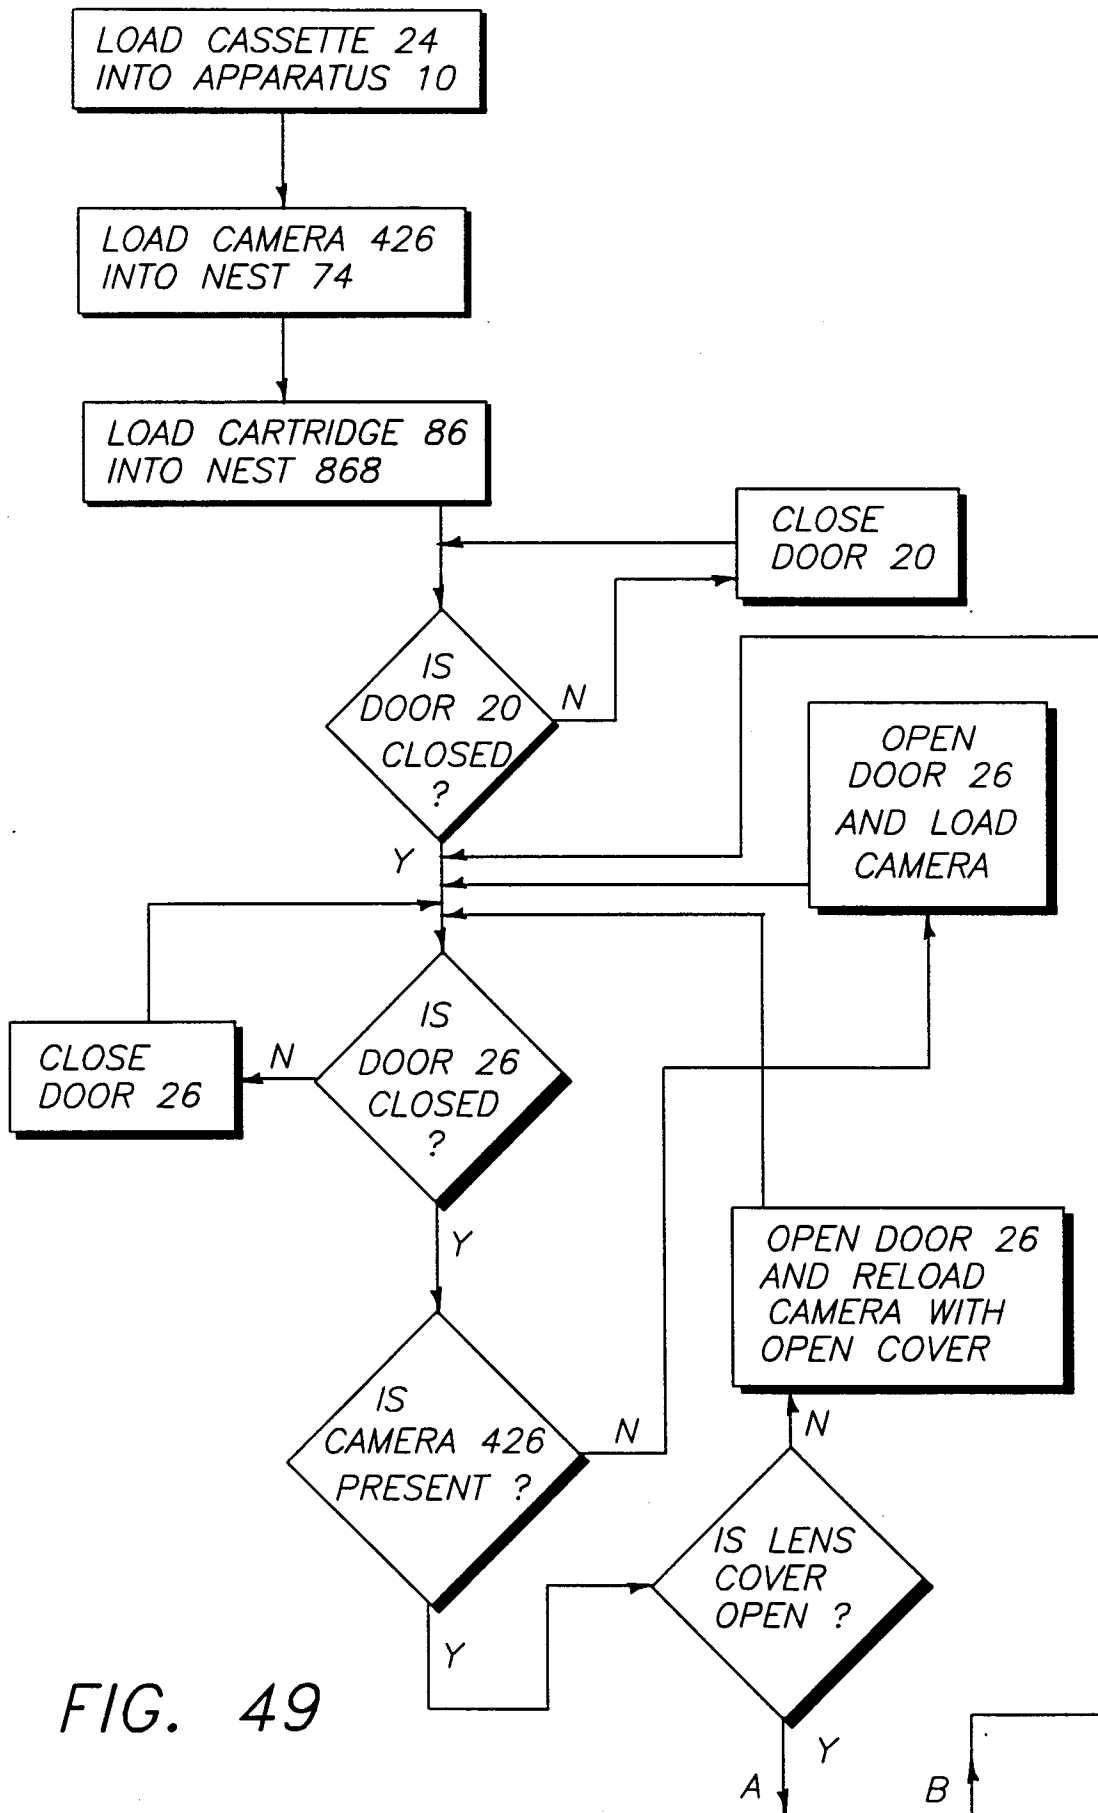 LOAD CASSETTE 24
INTO APPARATUS 10
LOAD CAMERA 426
INTO NEST 74
LOAD CARTRIDGE 86
INTO NEST 868
CLOSE
DOOR 20
IS
DOOR 20
CLOSED
?
N
Y
OPEN
DOOR 26
AND LOAD
CAMERA
IS
DOOR 26
CLOSED
?
N
CLOSE
DOOR 26
Y
OPEN DOOR 26
AND RELOAD
CAMERA WITH
OPEN COVER
IS
CAMERA 426
PRESENT ?
N
N
IS LENS
COVER
OPEN ?
Y
Y
A
B
FIG. 49